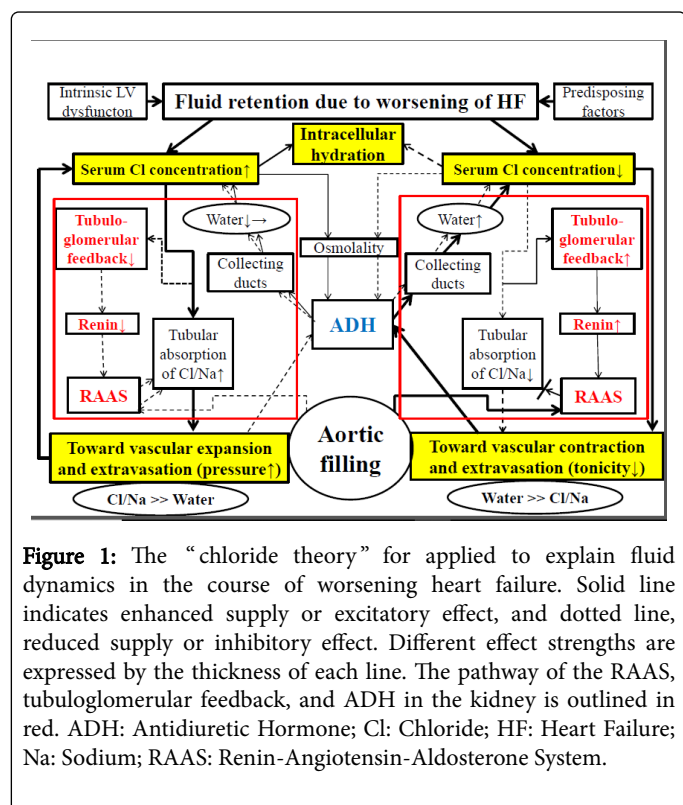 Intrinsic LV
dysfuncton
Fluid retention due to worsening of HF
Predisposing
factors
Intracellular
hydration
Serum Cl concentration↑
Serum Cl concentration↓
Water↓→
Water↑
Tubulo-
glomerular
feedback↓
Osmolality
Tubulo-
glomerular
feedback↑
Collecting
ducts
Collecting
ducts
ADH
Renin↓
Tubular
absorption
of Cl/Na↑
Tubular
absorption
of Cl/Na↓
Renin↑
RAAS
RAAS
Aortic
filling
Toward vascular expansion
and extravasation (pressure↑)
Toward vascular contraction
and extravasation (tonicity↓)
Cl/Na >> Water
Water >> Cl/Na
Figure 1: The “chloride theory” for applied to explain fluid
dynamics in the course of worsening heart failure. Solid line
indicates enhanced supply or excitatory effect, and dotted line,
reduced supply or inhibitory effect. Different effect strengths are
expressed by the thickness of each line. The pathway of the RAAS,
tubuloglomerular feedback, and ADH in the kidney is outlined in
red. ADH: Antidiuretic Hormone; Cl: Chloride; HF: Heart Failure;
Na: Sodium; RAAS: Renin-Angiotensin-Aldosterone System.